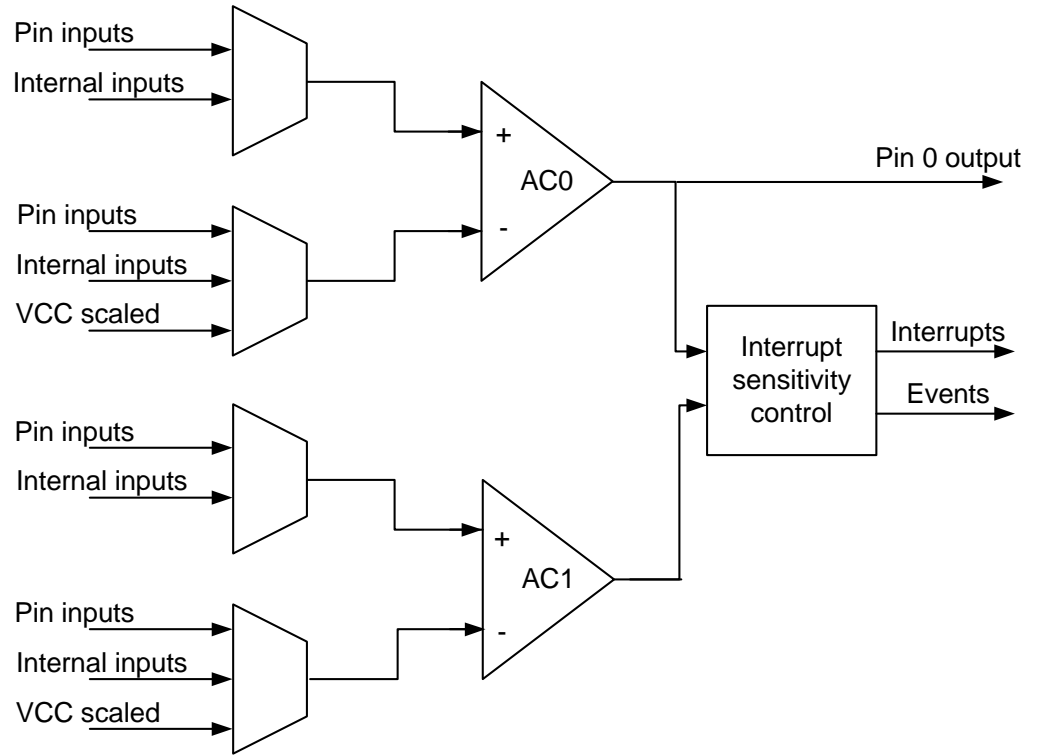 Pin inputs
Internal inputs
+
AC0
-
Pin 0 output
Pin inputs
Internal inputs
VCC scaled
Interrupt
sensitivity
control
Interrupts
Events
Pin inputs
Internal inputs
+
AC1
-
Pin inputs
Internal inputs
VCC scaled